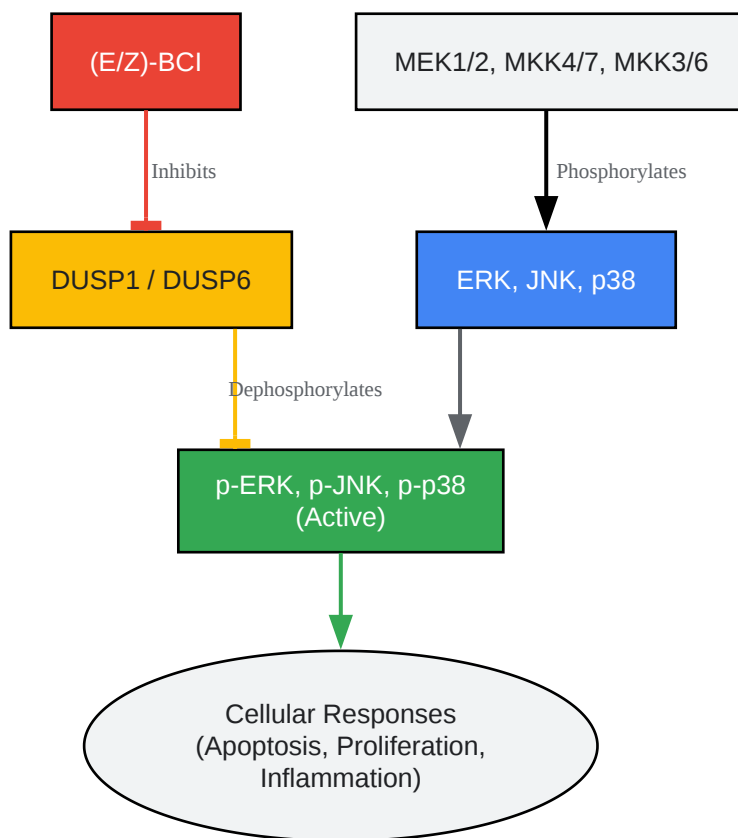 (E/Z)-BCI
MEK1/2, MKK4/7, MKK3/6
Inhibits
Phosphorylates
DUSP1 / DUSP6
ERK, JNK, p38
Dephosphorylates
p-ERK, p-JNK, p-p38
(Active)
Cellular Responses
(Apoptosis, Proliferation,
Inflammation)